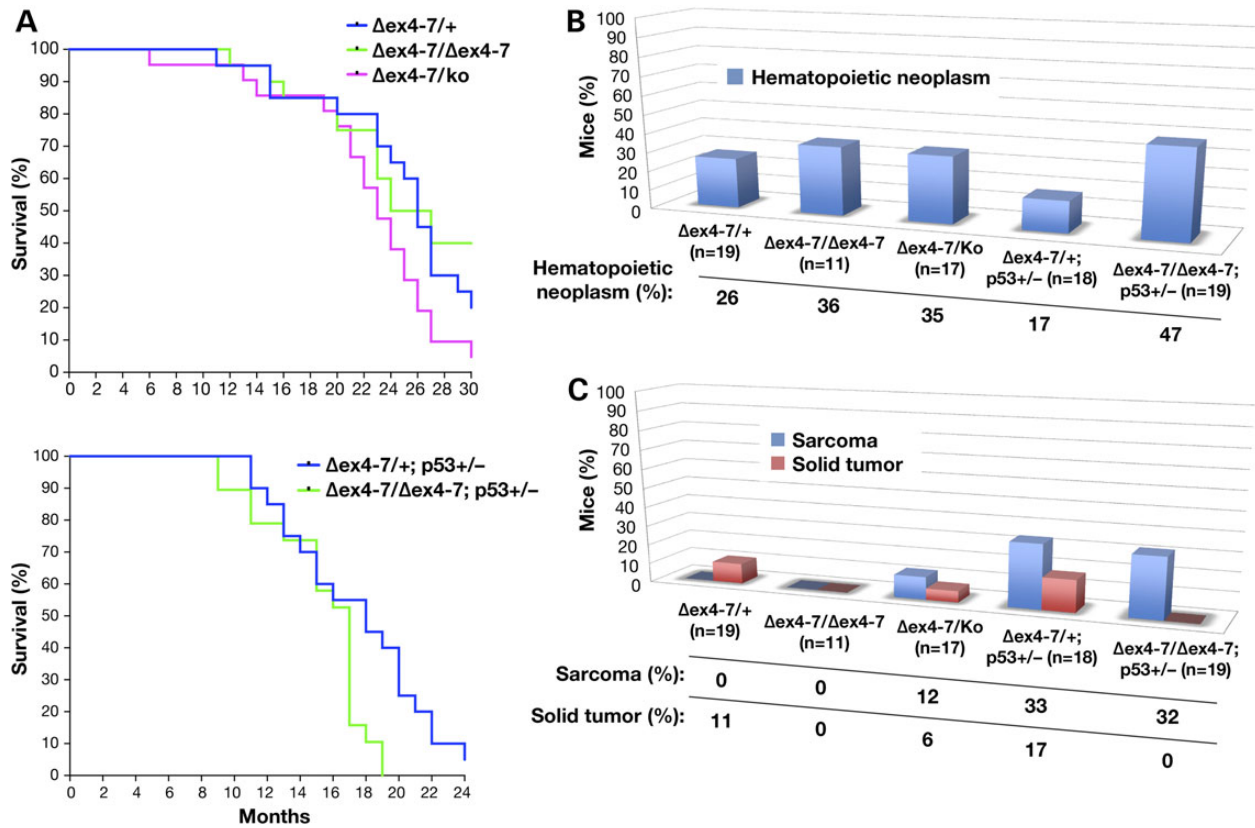 A
Δex4-7/+
Δex4-7/Δex4-7
Δex4-7/ko
Survival (%)
100
90
80
70
60
50
40
30
20
10
0
0 2 4 6 8 10 12 14 16 18 20 22 24 26 28 30
Δex4-7/+; p53+/–
Δex4-7/Δex4-7; p53+/–
Survival (%)
100
90
80
70
60
50
40
30
20
10
0
0 2 4 6 8 10 12 14 16 18 20 22 24
Months
B
Mice (%)
100
90
80
70
60
50
40
30
20
10
0
Hematopoietic neoplasm
Δex4-7/+
(n=19)
Δex4-7/Δex4-7
(n=11)
Δex4-7/Ko
(n=17)
Δex4-7/+;
p53+/– (n=18)
Δex4-7/Δex4-7;
p53+/– (n=19)
Hematopoietic
neoplasm (%):
26 36 35 17 47
C
Mice (%)
100
90
80
70
60
50
40
30
20
10
0
Sarcoma
Solid tumor
Δex4-7/+
(n=19)
Δex4-7/Δex4-7
(n=11)
Δex4-7/Ko
(n=17)
Δex4-7/+;
p53+/– (n=18)
Δex4-7/Δex4-7;
p53+/– (n=19)
Sarcoma (%): 0 0 12 33 32
Solid tumor (%): 11 0 6 17 0